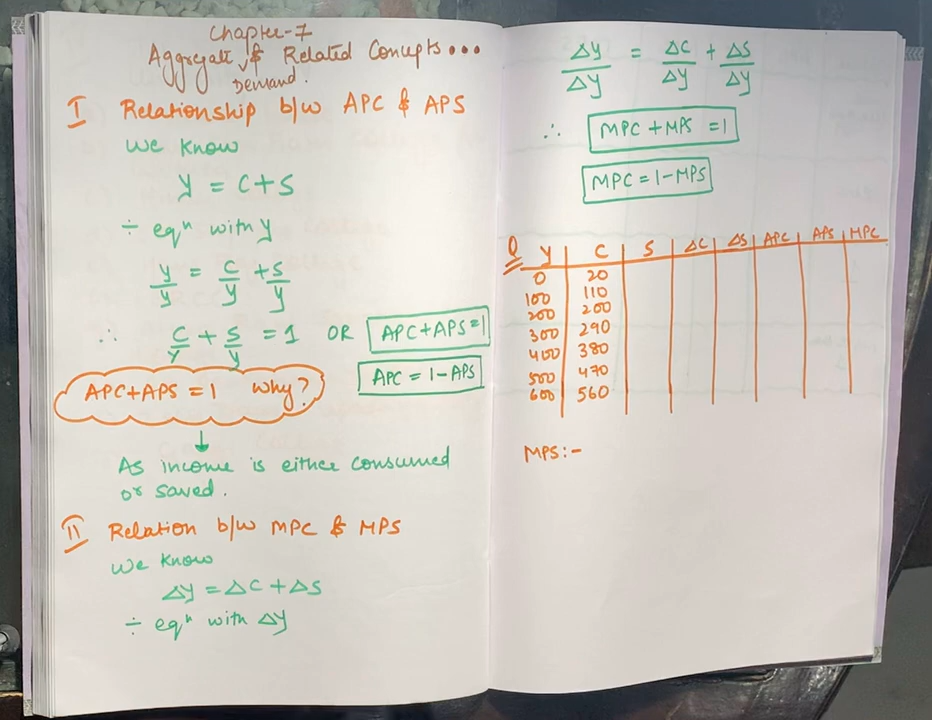 Chapter-7
Aggregate & Related Concepts...
Demand.
I Relationship b/w APC & APS
We know
Y = C+S
÷ eqⁿ with Y
Y/Y = C/Y + S/Y
∴ C/Y + S/Y = 1 OR APC+APS=1
APC = 1-APS
APC+APS = 1 why?
↓
As income is either consumed
or saved.
II Relation b/w MPC & MPS
We know
ΔY = ΔC + ΔS
÷ eqⁿ with ΔY
ΔY/ΔY = ΔC/ΔY + ΔS/ΔY
∴ MPC + MPS = 1
MPC = 1-MPS
Q Y C S ΔC ΔS APC APS MPC
0 20
100 110
200 200
300 290
400 380
500 470
600 560
MPS:-